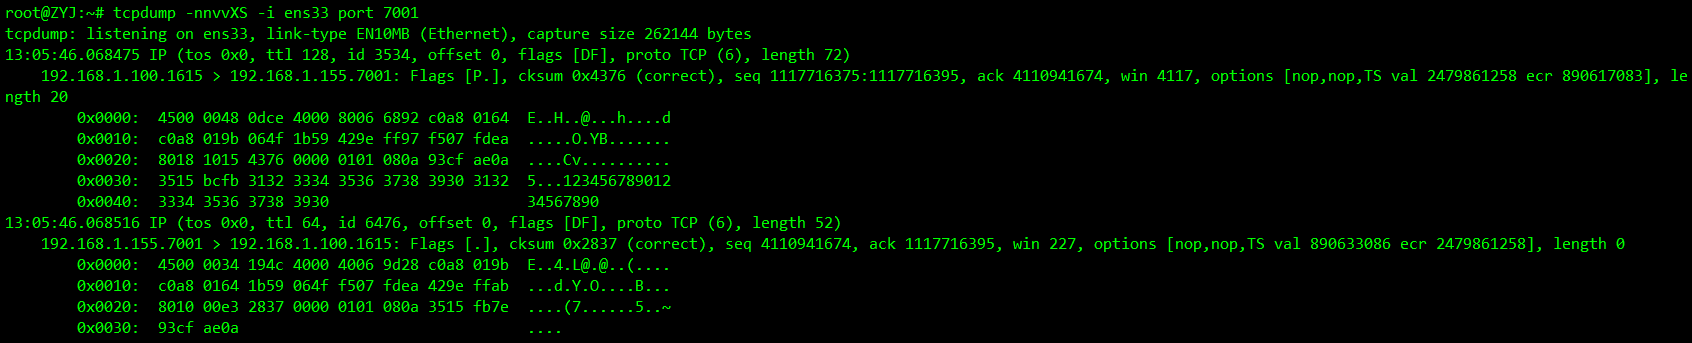 root@ZYJ:~# tcpdump -nnvvXS -i ens33 port 7001
tcpdump: listening on ens33, link-type EN10MB (Ethernet), capture size 262144 bytes
13:05:46.068475 IP (tos 0x0, ttl 128, id 3534, offset 0, flags [DF], proto TCP (6), length 72)
    192.168.1.100.1615 > 192.168.1.155.7001: Flags [P.], cksum 0x4376 (correct), seq 1117716375:1117716395, ack 4110941674, win 4117, options [nop,nop,TS val 2479861258 ecr 890617083], le
ngth 20
        0x0000:  4500 0048 0dce 4000 8006 6892 c0a8 0164  E..H..@...h....d
        0x0010:  c0a8 019b 064f 1b59 429e ff97 f507 fdea  .....O.YB.......
        0x0020:  8018 1015 4376 0000 0101 080a 93cf ae0a  ....Cv..........
        0x0030:  3515 bcfb 3132 3334 3536 3738 3930 3132  5...123456789012
        0x0040:  3334 3536 3738 3930                      34567890
13:05:46.068516 IP (tos 0x0, ttl 64, id 6476, offset 0, flags [DF], proto TCP (6), length 52)
    192.168.1.155.7001 > 192.168.1.100.1615: Flags [.], cksum 0x2837 (correct), seq 4110941674, ack 1117716395, win 227, options [nop,nop,TS val 890633086 ecr 2479861258], length 0
        0x0000:  4500 0034 194c 4000 4006 9d28 c0a8 019b  E..4.L@.@..(....
        0x0010:  c0a8 0164 1b59 064f f507 fdea 429e ffab  ...d.Y.O....B...
        0x0020:  8010 00e3 2837 0000 0101 080a 3515 fb7e  ....(7......5..~
        0x0030:  93cf ae0a                                ....